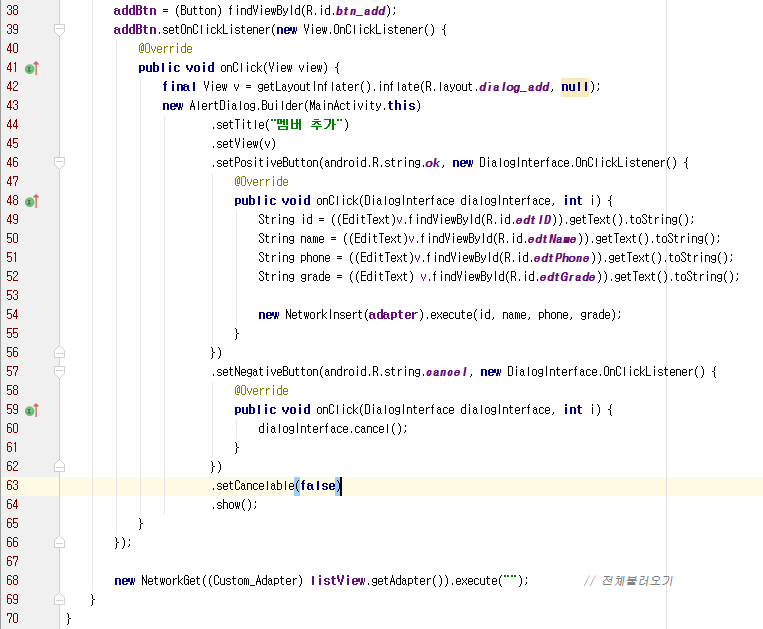 38 addBtn = (Button) findViewById(R.id.btn_add);
39 addBtn.setOnClickListener(new View.OnClickListener() {
40 @Override
41 public void onClick(View view) {
42 final View v = getLayoutInflater().inflate(R.layout.dialog_add, null);
43 new AlertDialog.Builder(MainActivity.this)
44 .setTitle("멤버 추가")
45 .setView(v)
46 .setPositiveButton(android.R.string.ok, new DialogInterface.OnClickListener() {
47 @Override
48 public void onClick(DialogInterface dialogInterface, int i) {
49 String id = ((EditText)v.findViewById(R.id.edtID)).getText().toString();
50 String name = ((EditText)v.findViewById(R.id.edtName)).getText().toString();
51 String phone = ((EditText)v.findViewById(R.id.edtPhone)).getText().toString();
52 String grade = ((EditText) v.findViewById(R.id.edtGrade)).getText().toString();
53
54 new NetworkInsert(adapter).execute(id, name, phone, grade);
55 }
56 })
57 .setNegativeButton(android.R.string.cancel, new DialogInterface.OnClickListener() {
58 @Override
59 public void onClick(DialogInterface dialogInterface, int i) {
60 dialogInterface.cancel();
61 }
62 })
63 .setCancelable(false)
64 .show();
65 }
66 });
67
68 new NetworkGet((Custom_Adapter) listView.getAdapter()).execute(""); // 전체불러오기
69 }
70 }